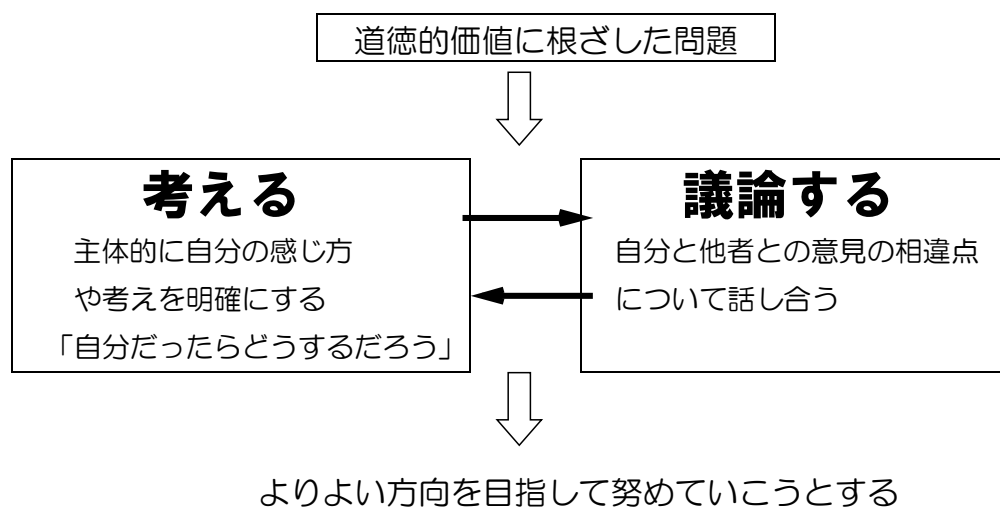 道徳的価値に根ざした問題
考える
主体的に自分の感じ方
や考えを明確にする
「自分だったらどうするだろう」
議論する
自分と他者との意見の相違点
について話し合う
よりよい方向を目指して努めていこうとする